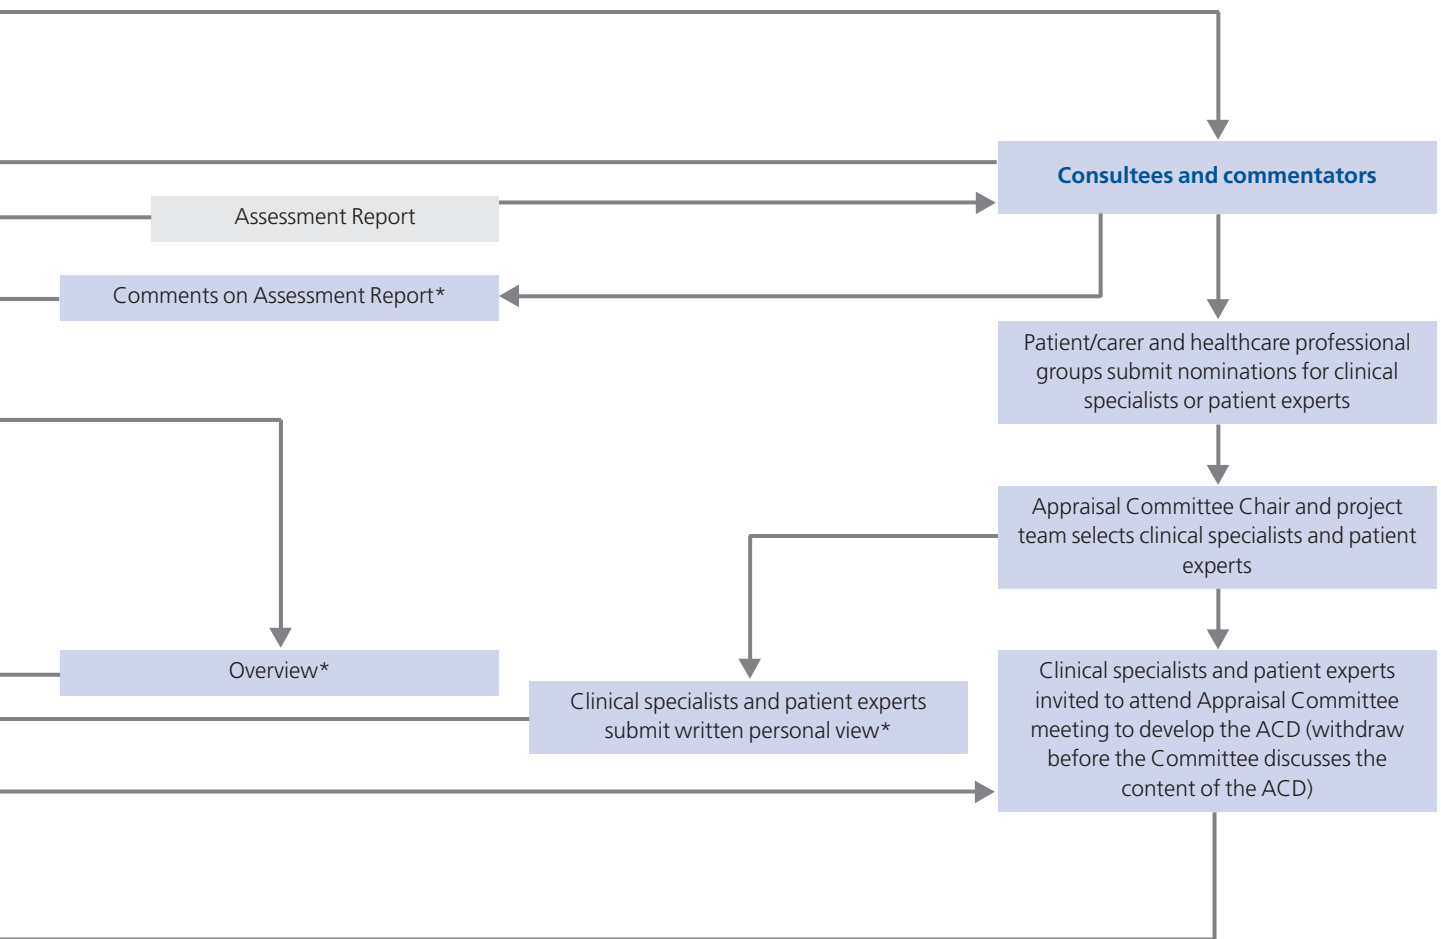 Consultees and commentators
Assessment Report
Comments on Assessment Report*
Patient/carer and healthcare professional
groups submit nominations for clinical
specialists or patient experts
Appraisal Committee Chair and project
team selects clinical specialists and patient
experts
Overview*
Clinical specialists and patient experts
submit written personal view*
Clinical specialists and patient experts
invited to attend Appraisal Committee
meeting to develop the ACD (withdraw
before the Committee discusses the
content of the ACD)